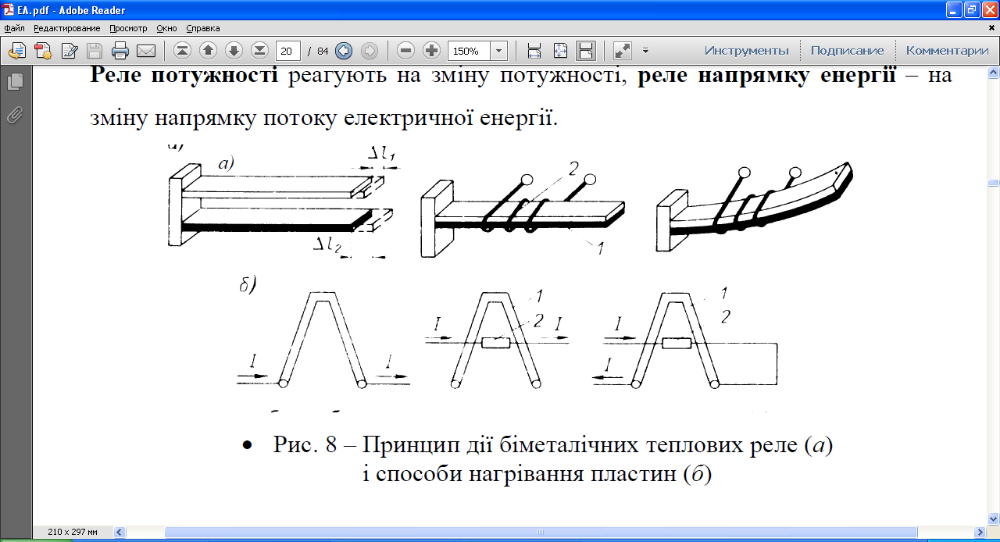 EA.pdf - Adobe Reader
Файл Редактирование Просмотр Окно Справка
20 / 84 150% Инструменты Подписание Комментарии
Реле потужності реагують на зміну потужності, реле напрямку енергії – на
зміну напрямку потоку електричної енергії.
а) Δl₁ 2
Δl₂ 1
б)
1 1
I 2 I I 2
I I I
• Рис. 8 – Принцип дії біметалічних теплових реле (а)
і способи нагрівання пластин (б)
210 x 297 мм